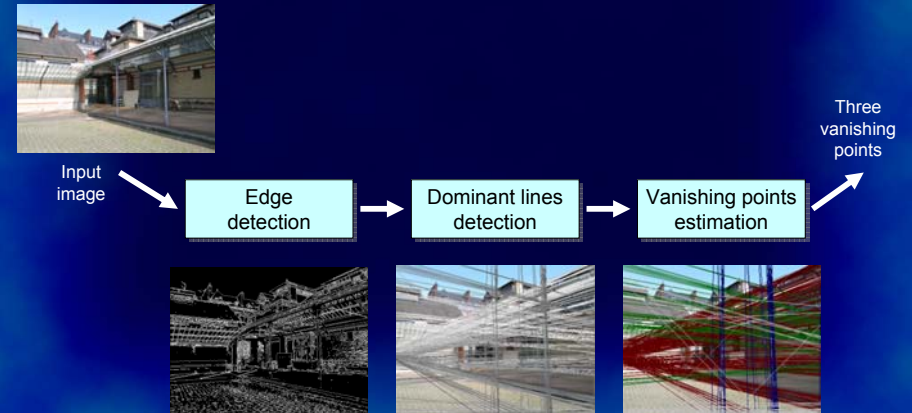 Input
image
Edge
detection
Dominant lines
detection
Vanishing points
estimation
Three
vanishing
points